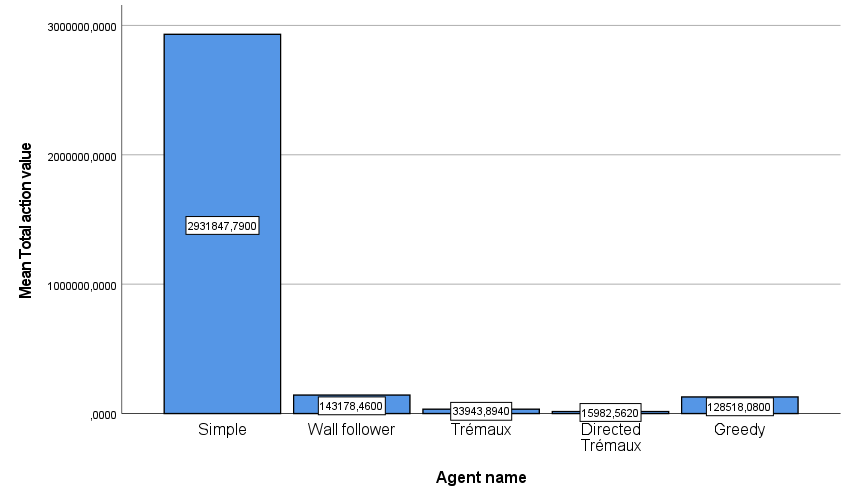 3000000,0000
2000000,0000
1000000,0000
,0000
Mean Total action value
2931847,7900
143178,4600
33943,8940
15982,5620
128518,0800
Simple
Wall follower
Trémaux
Directed
Trémaux
Greedy
Agent name